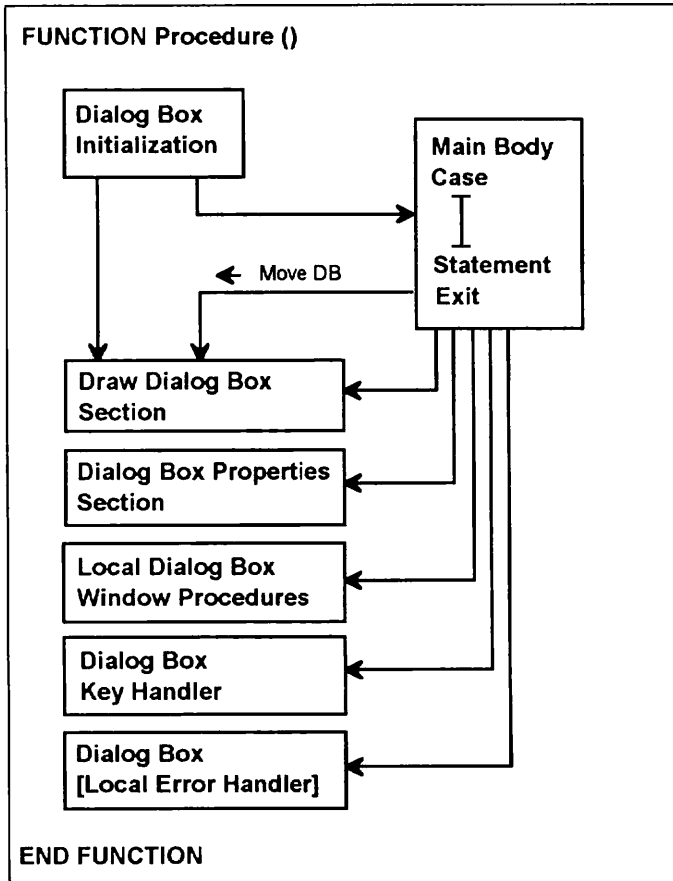 FUNCTION Procedure ()
Dialog Box
Initialization
Main Body
Case
Statement
Exit
Move DB
Draw Dialog Box
Section
Dialog Box Properties
Section
Local Dialog Box
Window Procedures
Dialog Box
Key Handler
Dialog Box
[Local Error Handler]
END FUNCTION